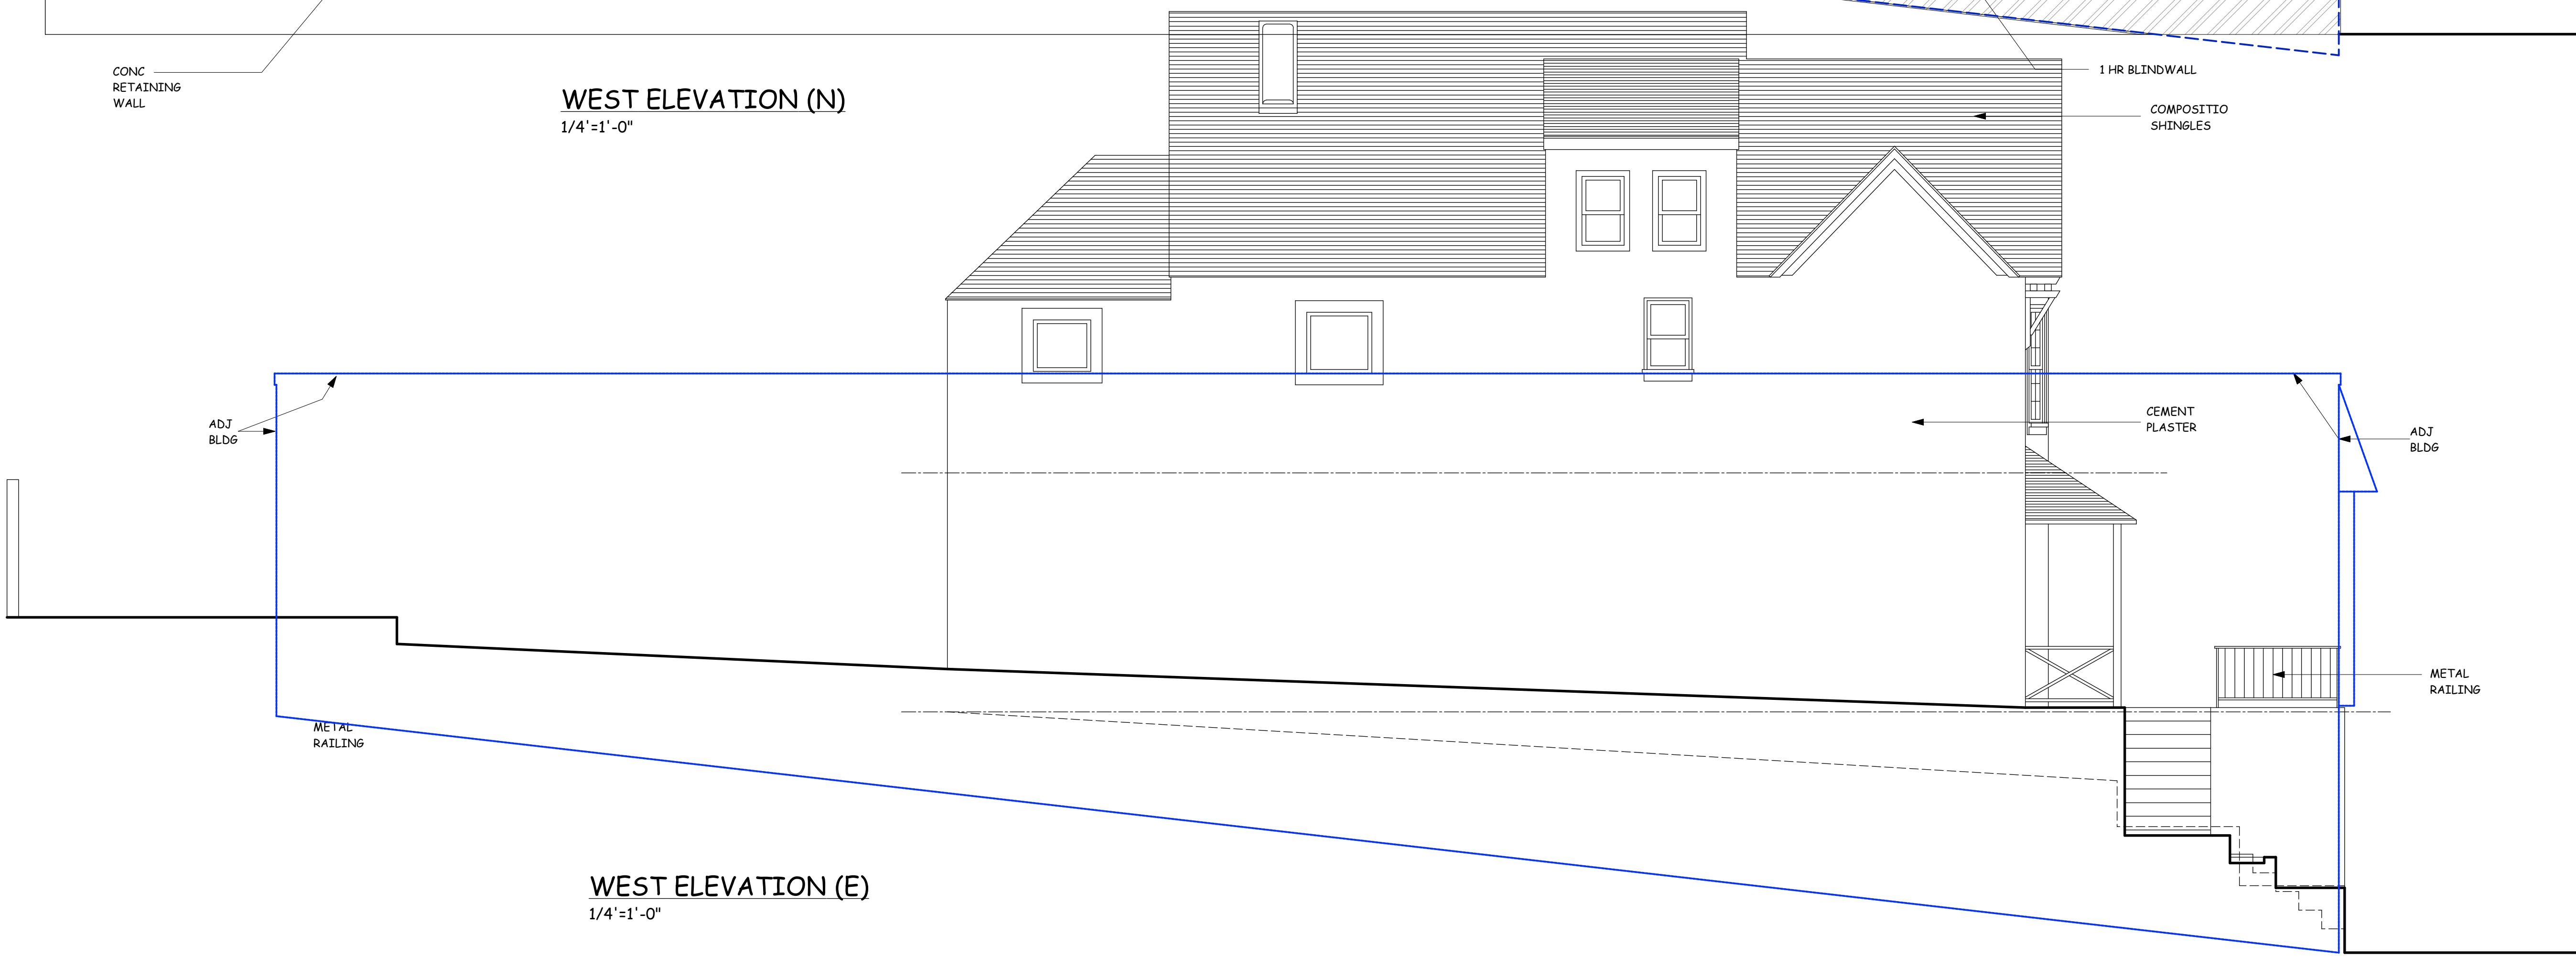 CONC
RETAINING
WALL
WEST ELEVATION (N)
1/4'=1'-0"
1 HR BLINDWALL
COMPOSITIO
SHINGLES
ADJ
BLDG
CEMENT
PLASTER
ADJ
BLDG
METAL
RAILING
METAL
RAILING
WEST ELEVATION (E)
1/4'=1'-0"